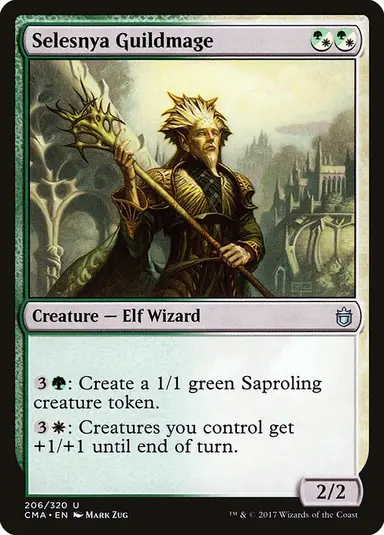 Selesnya Guildmage
Creature — Elf Wizard
3: Create a 1/1 green Saproling
creature token.
3: Creatures you control get
+1/+1 until end of turn.
2/2
206/320 U
CMA • EN Mark Zug
™ & © 2017 Wizards of the Coast